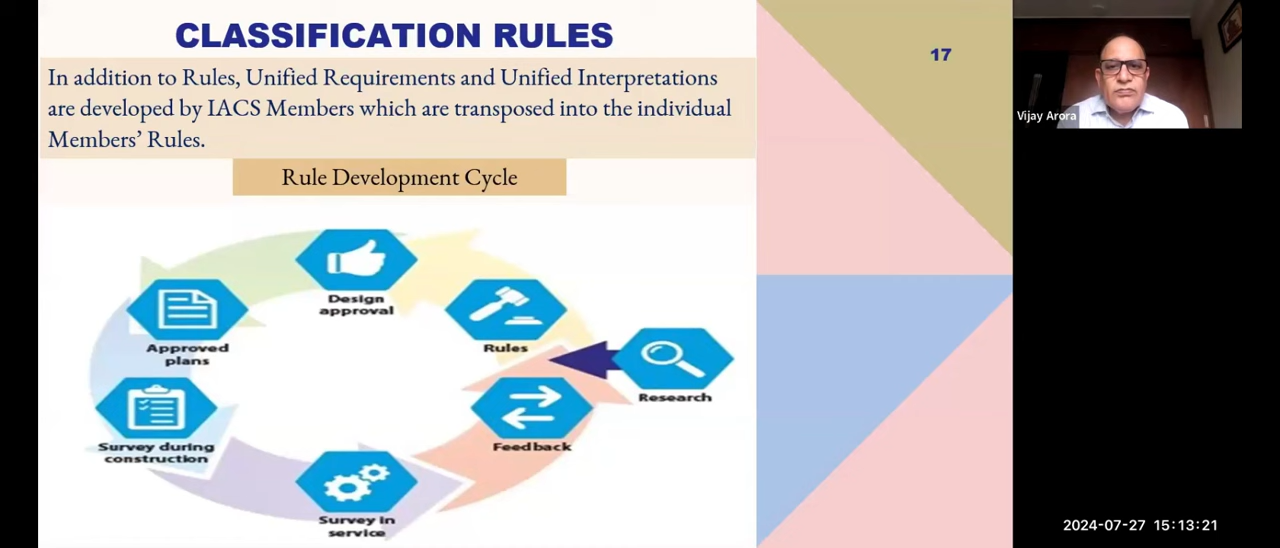 CLASSIFICATION RULES
17
In addition to Rules, Unified Requirements and Unified Interpretations
are developed by IACS Members which are transposed into the individual
Members’ Rules.
Rule Development Cycle
Design
approval
Rules
Research
Feedback
Survey in
service
Survey during
construction
Approved
plans
Vijay Arora
2024-07-27 15:13:21